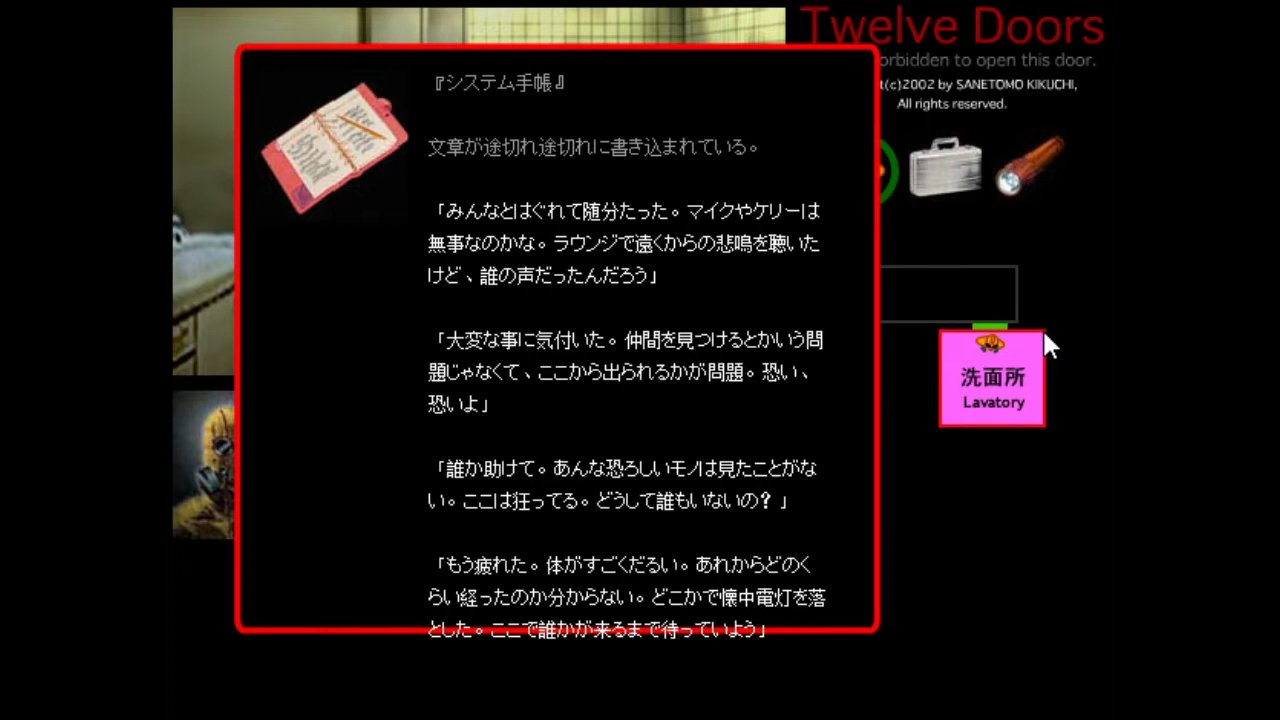 Twelve Doors
orbidden to open this door.
t(c)2002 by SANETOMO KIKUCHI,
All rights reserved.
『システム手帳』
文章が途切れ途切れに書き込まれている。
「みんなとはぐれて随分たった。マイクやケリーは
無事なのかな。ラウンジで遠くからの悲鳴を聴いた
けど、誰の声だったんだろう」
「大変な事に気付いた。仲間を見つけるとかいう問
題じゃなくて、ここから出られるかが問題。恐い、
恐いよ」
「誰か助けて。あんな恐ろしいモノは見たことがな
い。ここは狂ってる。どうして誰もいないの？」
「もう疲れた。体がすごくだるい。あれからどのく
らい経ったのか分からない。どこかで懐中電灯を落
とした。ここで誰かが来るまで待っていよう」
洗面所
Lavatory